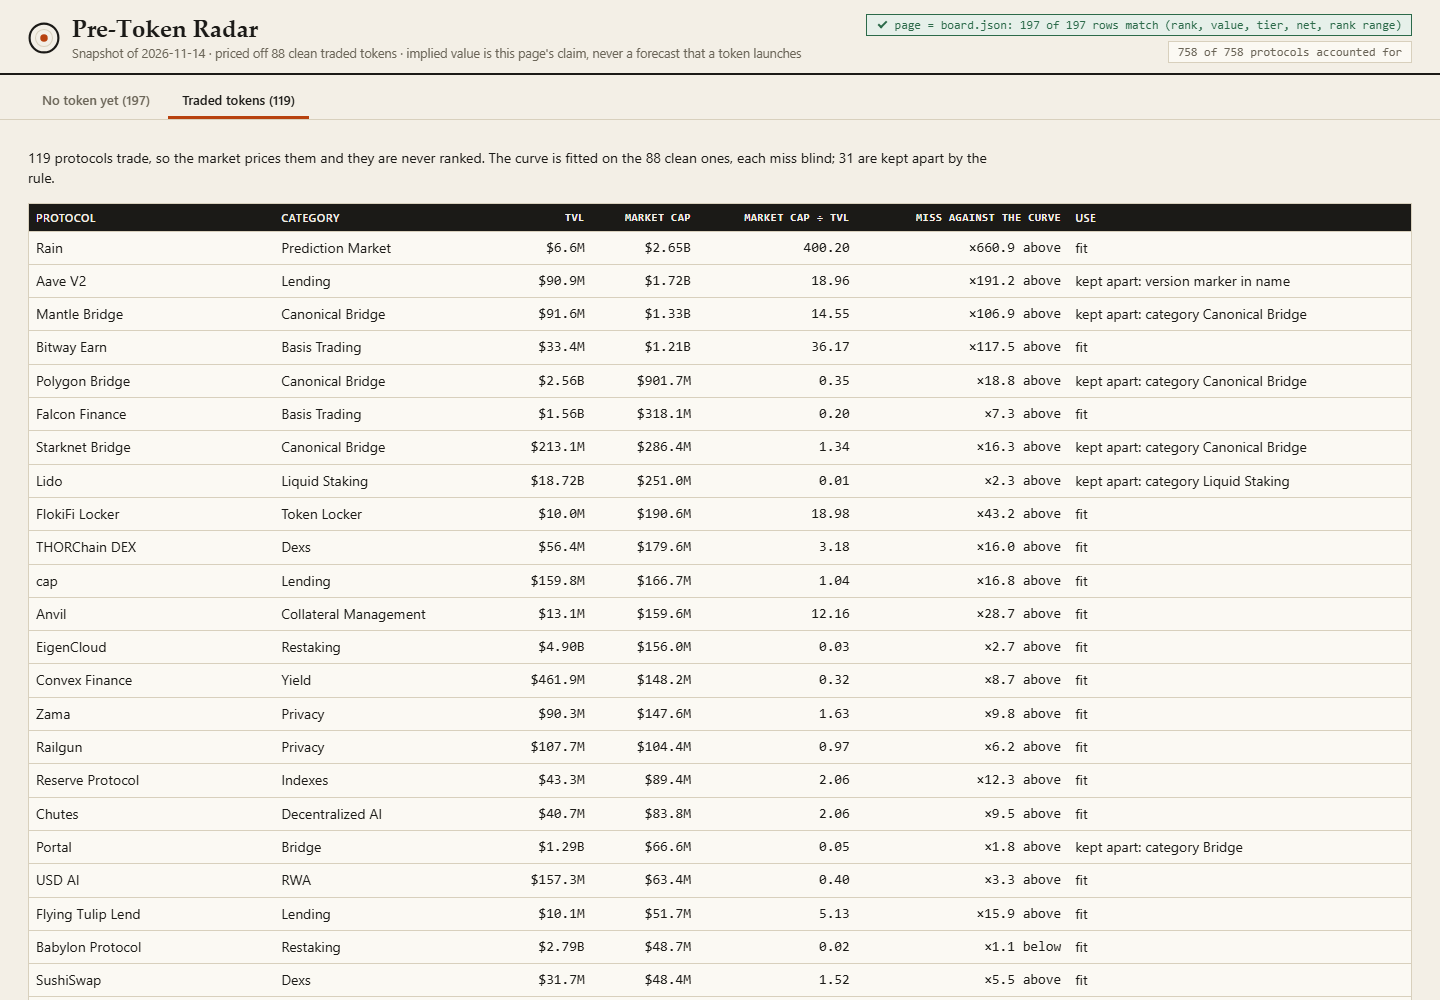 Pre-Token Radar
Snapshot of 2026-11-14 · priced off 88 clean traded tokens · implied value is this page's claim, never a forecast that a token launches
✔ page = board.json: 197 of 197 rows match (rank, value, tier, net, rank range)
758 of 758 protocols accounted for
No token yet (197) Traded tokens (119)
119 protocols trade, so the market prices them and they are never ranked. The curve is fitted on the 88 clean ones, each miss blind; 31 are kept apart by the
rule.
PROTOCOL CATEGORY TVL MARKET CAP MARKET CAP ÷ TVL MISS AGAINST THE CURVE USE
Rain Prediction Market $6.6M $2.65B 400.20 ×660.9 above fit
Aave V2 Lending $90.9M $1.72B 18.96 ×191.2 above kept apart: version marker in name
Mantle Bridge Canonical Bridge $91.6M $1.33B 14.55 ×106.9 above kept apart: category Canonical Bridge
Bitway Earn Basis Trading $33.4M $1.21B 36.17 ×117.5 above fit
Polygon Bridge Canonical Bridge $2.56B $901.7M 0.35 ×18.8 above kept apart: category Canonical Bridge
Falcon Finance Basis Trading $1.56B $318.1M 0.20 ×7.3 above fit
Starknet Bridge Canonical Bridge $213.1M $286.4M 1.34 ×16.3 above kept apart: category Canonical Bridge
Lido Liquid Staking $18.72B $251.0M 0.01 ×2.3 above kept apart: category Liquid Staking
FlokiFi Locker Token Locker $10.0M $190.6M 18.98 ×43.2 above fit
THORChain DEX Dexs $56.4M $179.6M 3.18 ×16.0 above fit
cap Lending $159.8M $166.7M 1.04 ×16.8 above fit
Anvil Collateral Management $13.1M $159.6M 12.16 ×28.7 above fit
EigenCloud Restaking $4.90B $156.0M 0.03 ×2.7 above fit
Convex Finance Yield $461.9M $148.2M 0.32 ×8.7 above fit
Zama Privacy $90.3M $147.6M 1.63 ×9.8 above fit
Railgun Privacy $107.7M $104.4M 0.97 ×6.2 above fit
Reserve Protocol Indexes $43.3M $89.4M 2.06 ×12.3 above fit
Chutes Decentralized AI $40.7M $83.8M 2.06 ×9.5 above fit
Portal Bridge $1.29B $66.6M 0.05 ×1.8 above kept apart: category Bridge
USD AI RWA $157.3M $63.4M 0.40 ×3.3 above fit
Flying Tulip Lend Lending $10.1M $51.7M 5.13 ×15.9 above fit
Babylon Protocol Restaking $2.79B $48.7M 0.02 ×1.1 below fit
SushiSwap Dexs $31.7M $48.4M 1.52 ×5.5 above fit